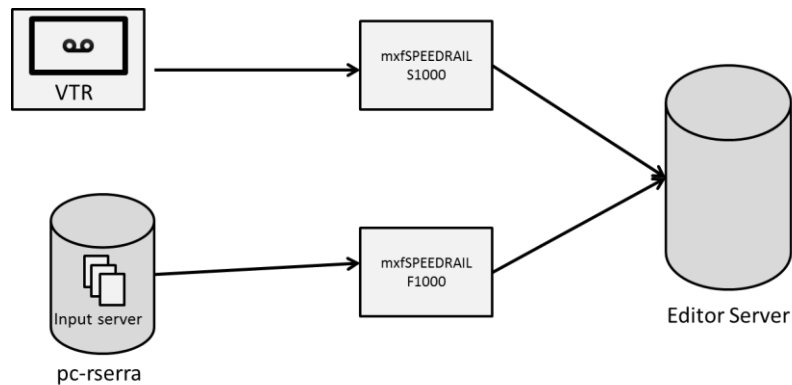 VTR
mxfSPEEDRAIL
S1000
Input server
pc-rserra
mxfSPEEDRAIL
F1000
Editor Server